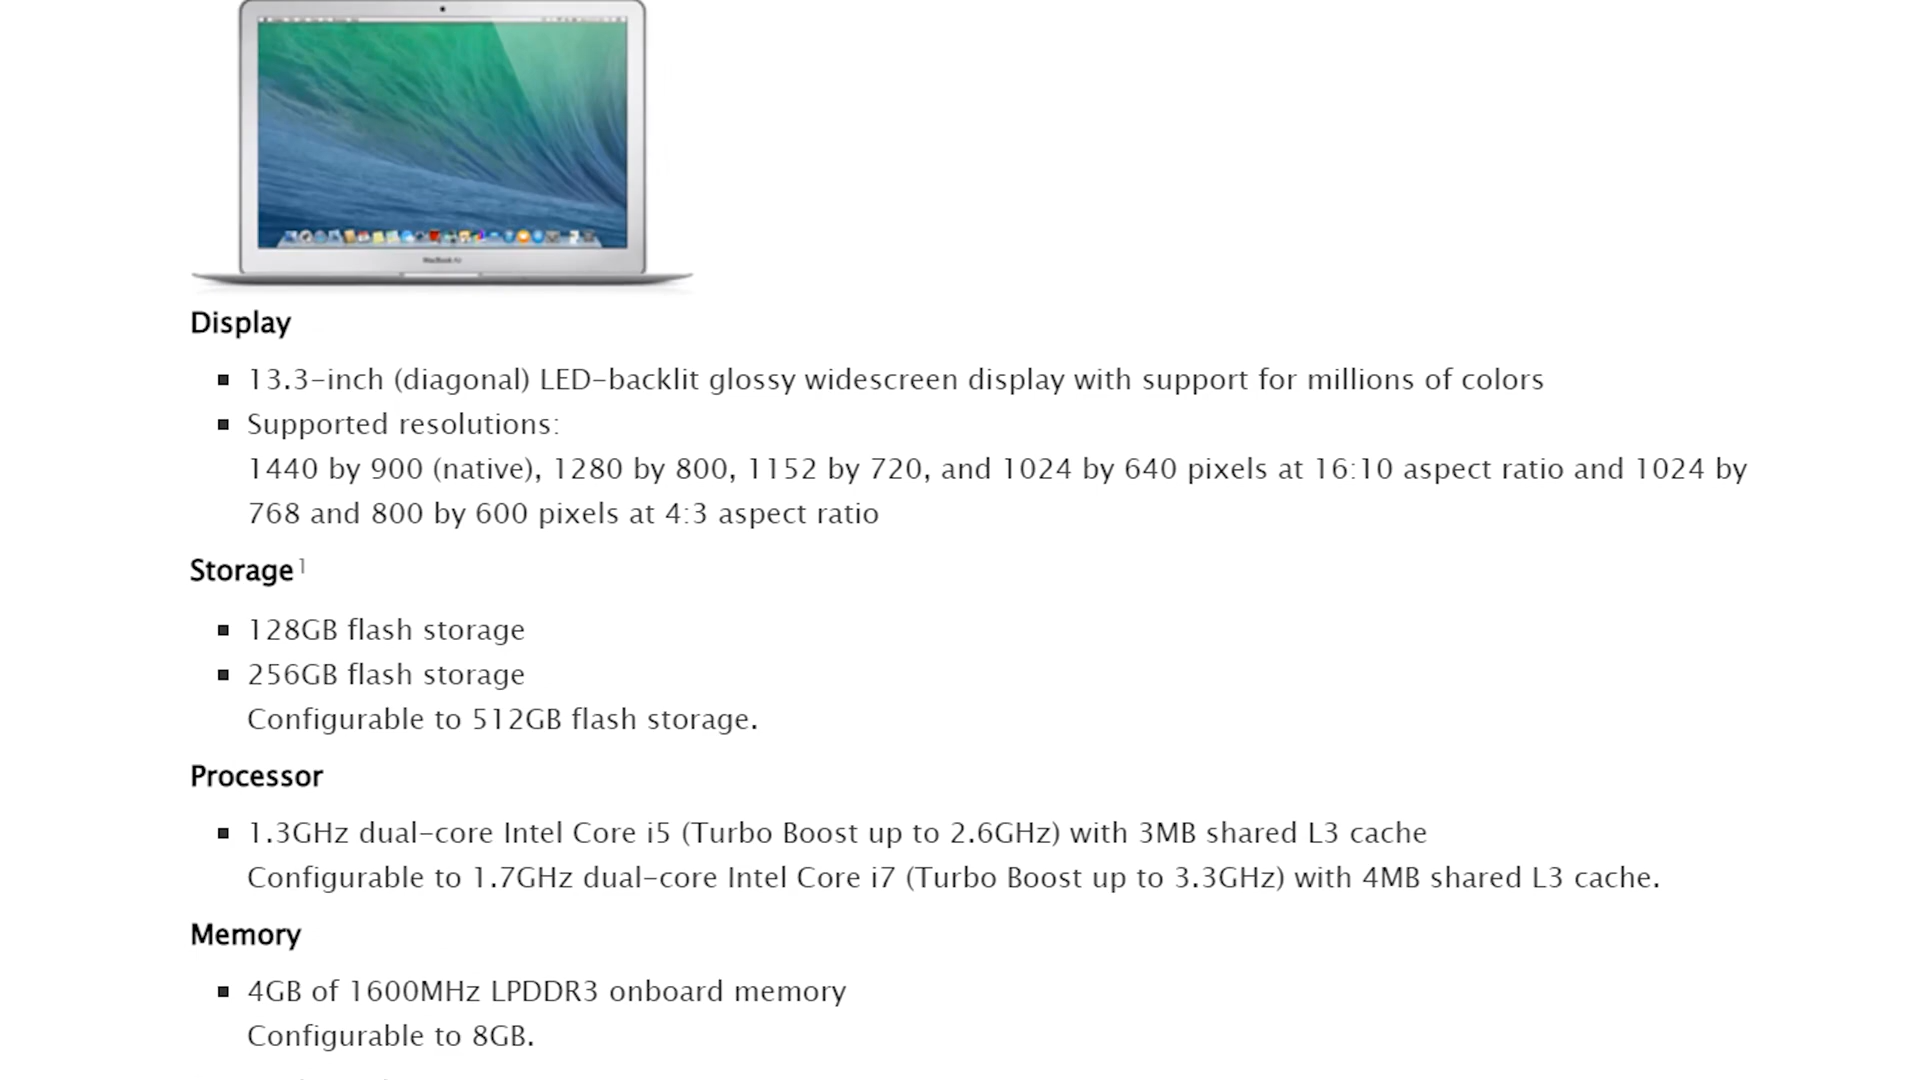 MacBook Air
Display
▪ 13.3-inch (diagonal) LED-backlit glossy widescreen display with support for millions of colors
▪ Supported resolutions:
1440 by 900 (native), 1280 by 800, 1152 by 720, and 1024 by 640 pixels at 16:10 aspect ratio and 1024 by
768 and 800 by 600 pixels at 4:3 aspect ratio
Storage1
▪ 128GB flash storage
▪ 256GB flash storage
Configurable to 512GB flash storage.
Processor
▪ 1.3GHz dual-core Intel Core i5 (Turbo Boost up to 2.6GHz) with 3MB shared L3 cache
Configurable to 1.7GHz dual-core Intel Core i7 (Turbo Boost up to 3.3GHz) with 4MB shared L3 cache.
Memory
▪ 4GB of 1600MHz LPDDR3 onboard memory
Configurable to 8GB.